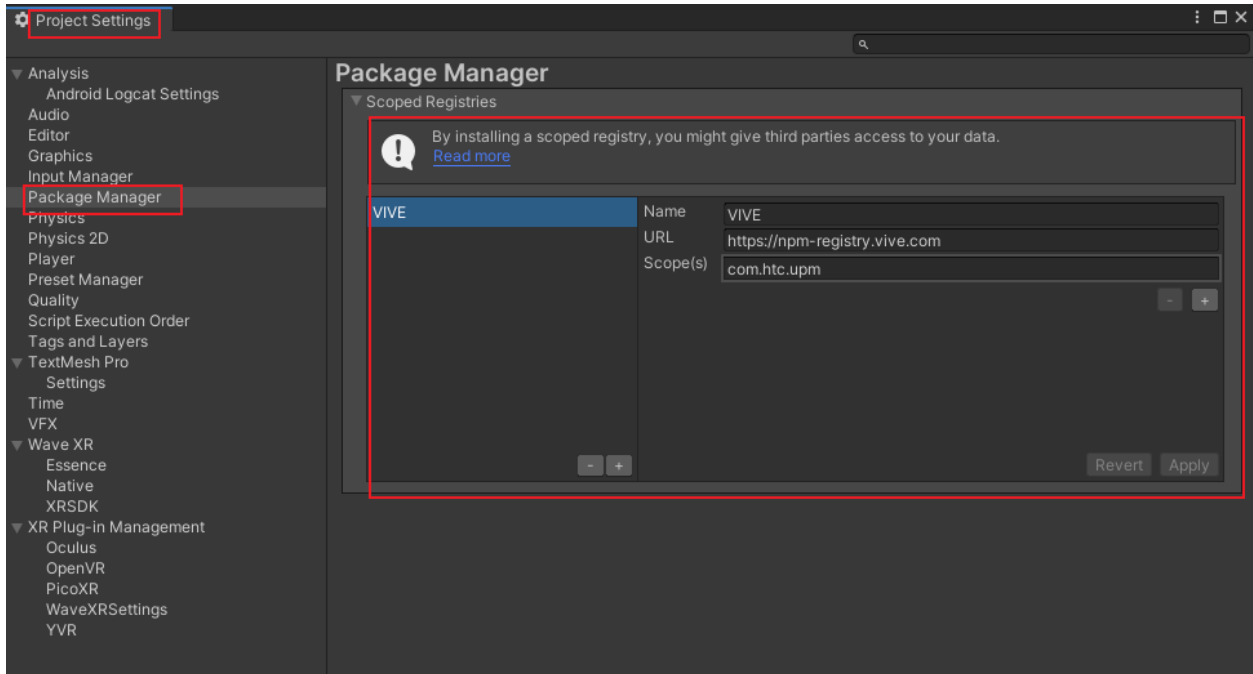 Project Settings
Analysis
Android Logcat Settings
Audio
Editor
Graphics
Input Manager
Package Manager
Physics
Physics 2D
Player
Preset Manager
Quality
Script Execution Order
Tags and Layers
TextMesh Pro
Settings
Time
VFX
Wave XR
Essence
Native
XRSDK
XR Plug-in Management
Oculus
OpenVR
PicoXR
WaveXRSettings
YVR
Package Manager
Scoped Registries
By installing a scoped registry, you might give third parties access to your data.
Read more
VIVE
Name VIVE
URL https://npm-registry.vive.com
Scope(s) com.htc.upm
- +
- +
Revert Apply